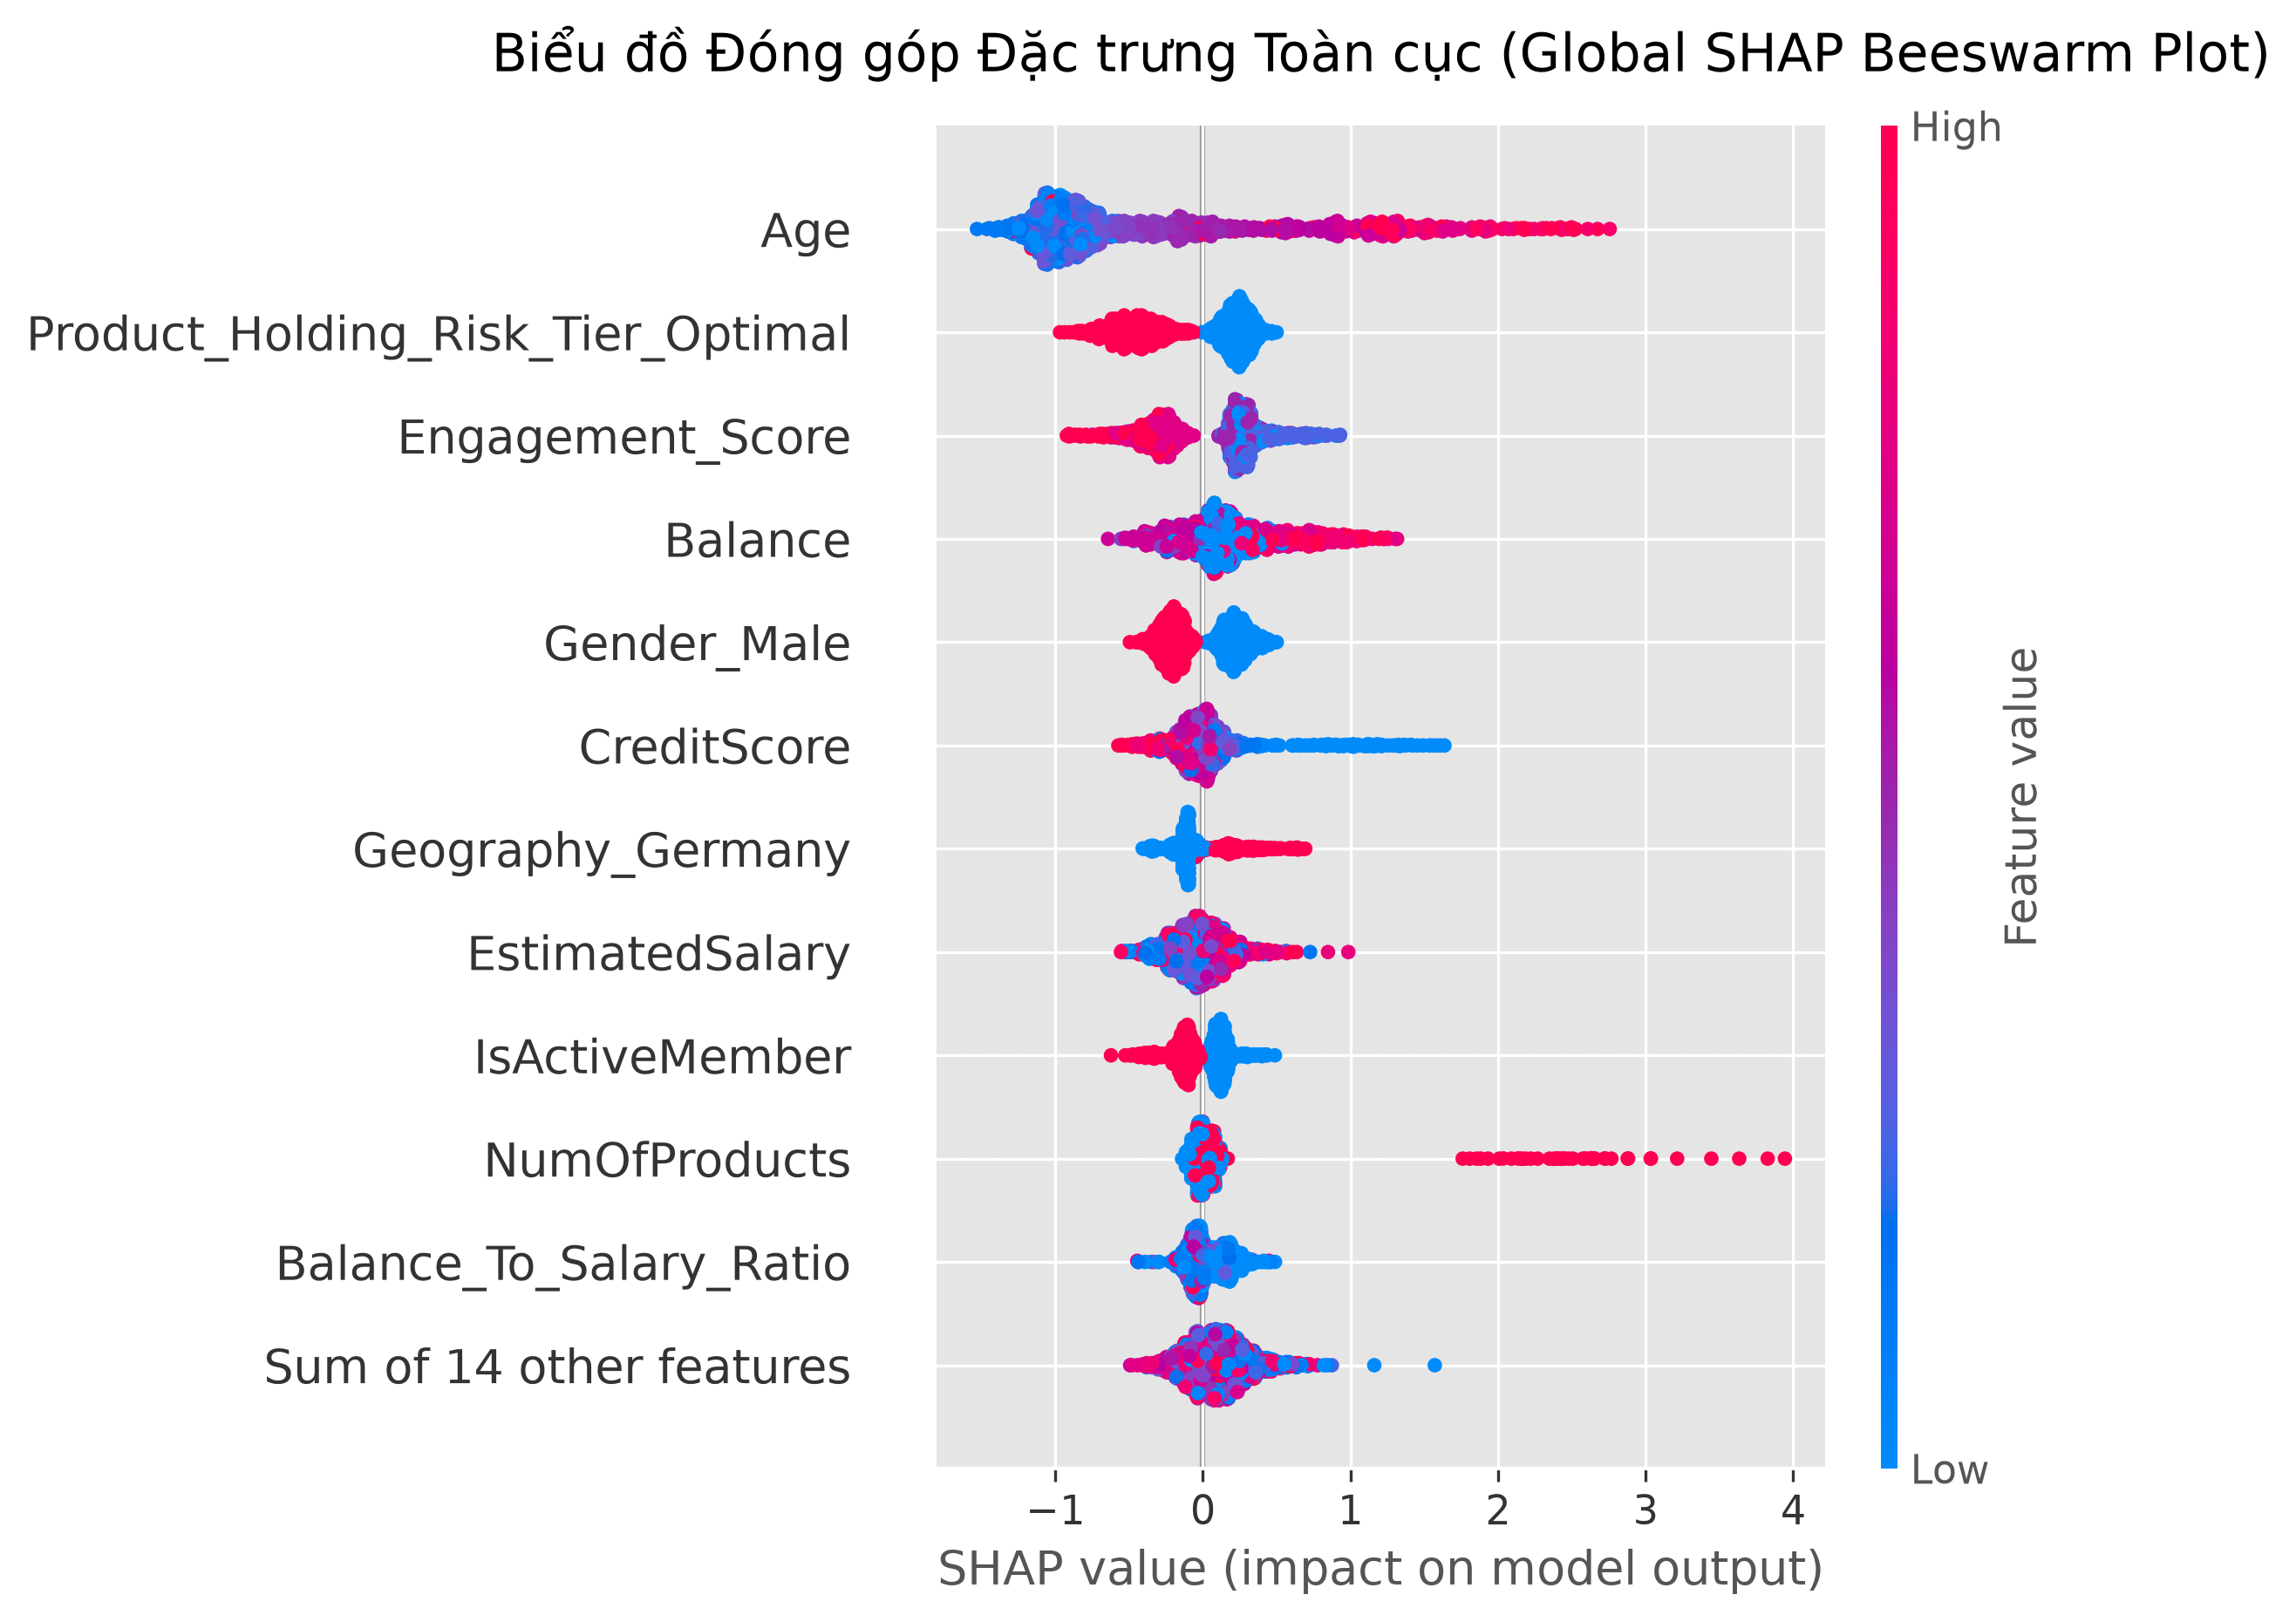 Biểu đồ Đóng góp Đặc trưng Toàn cục (Global SHAP Beeswarm Plot)
High
Age
Product_Holding_Risk_Tier_Optimal
Engagement_Score
Balance
Gender_Male
CreditScore
Geography_Germany
EstimatedSalary
IsActiveMember
NumOfProducts
Balance_To_Salary_Ratio
Sum of 14 other features
Feature value
Low
−1 0 1 2 3 4
SHAP value (impact on model output)